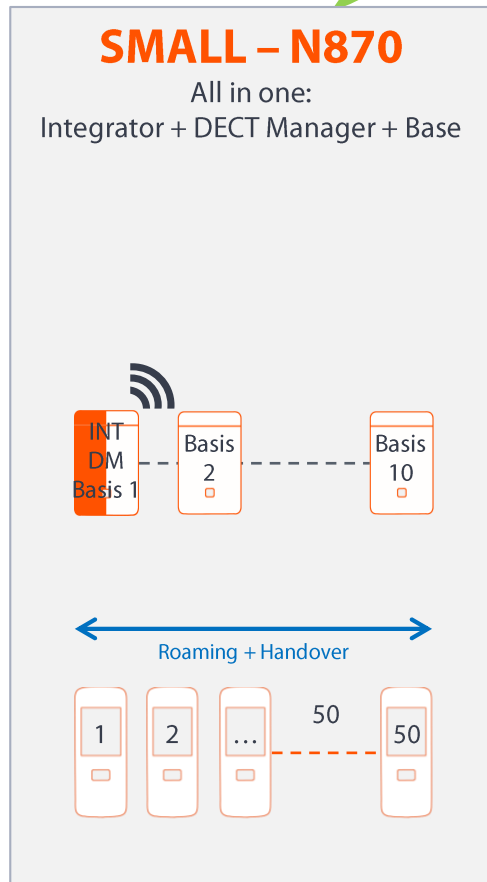 SMALL – N870
All in one:
Integrator + DECT Manager + Base
INT
DM
Basis 1
Basis
2
Basis
10
Roaming + Handover
1
2
...
50
50